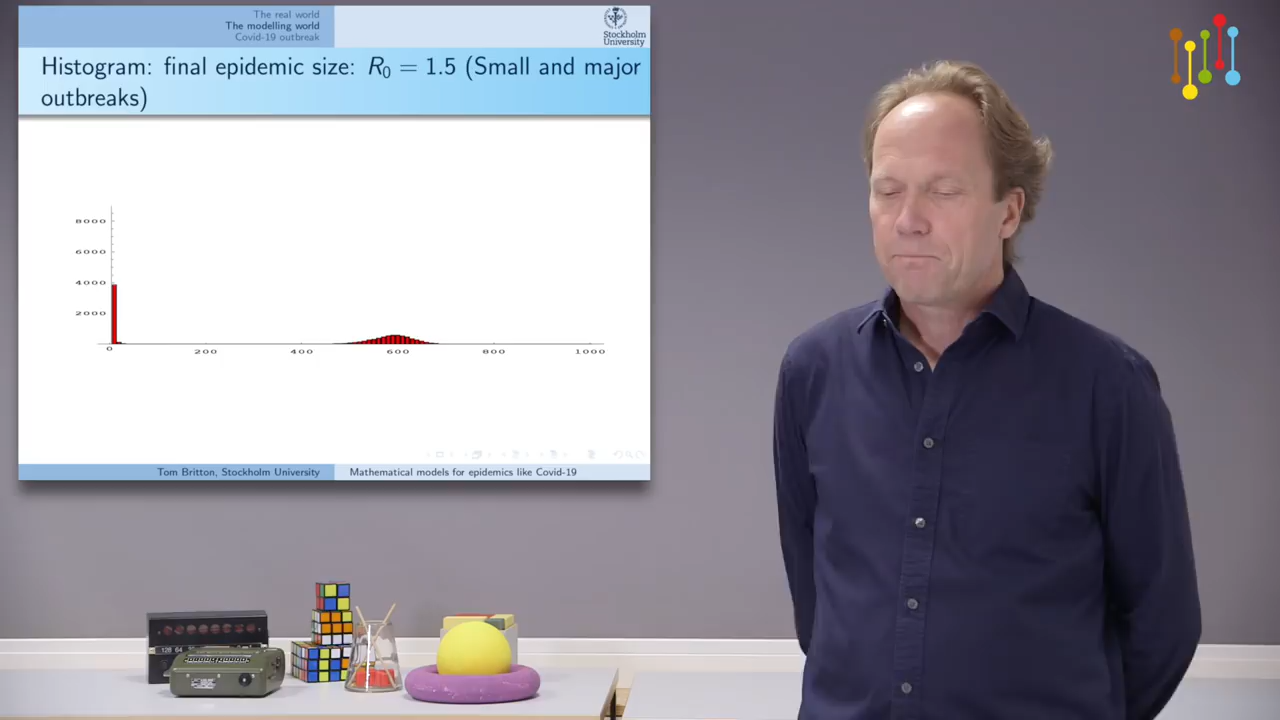 The real world
The modelling world
Covid-19 outbreak
Stockholm
University
Histogram: final epidemic size: R₀ = 1.5 (Small and major
outbreaks)
8000
6000
4000
2000
0
200
400
600
800
1000
Tom Britton, Stockholm University
Mathematical models for epidemics like Covid-19
128 64